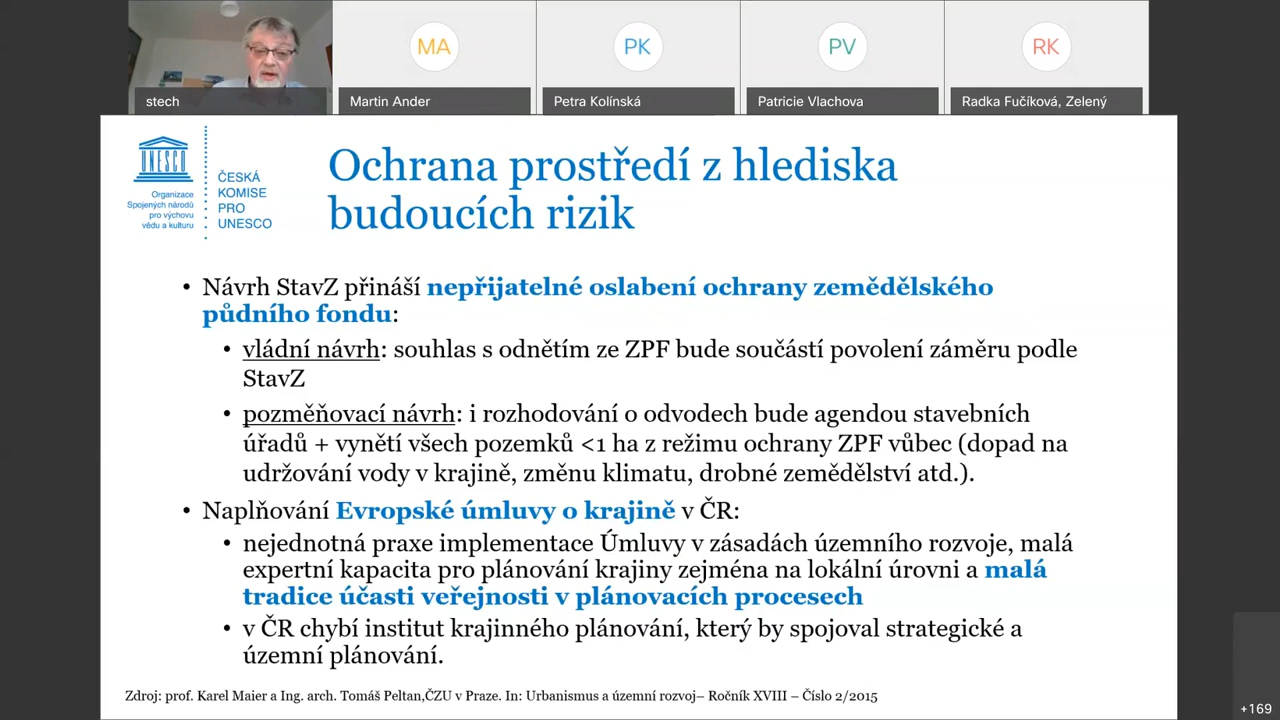 MA
PK
PV
RK
stech
Martin Ander
Petra Kolínská
Patricie Vlachova
Radka Fučíková, Zelený
UNESCO
Organizace
Spojených národů
pro výchovu
vědu a kulturu
ČESKÁ
KOMISE
PRO
UNESCO
Ochrana prostředí z hlediska
budoucích rizik
• Návrh StavZ přináší nepřijatelné oslabení ochrany zemědělského
půdního fondu:
• vládní návrh: souhlas s odnětím ze ZPF bude součástí povolení záměru podle
StavZ
• pozměňovací návrh: i rozhodování o odvodech bude agendou stavebních
úřadů + vynětí všech pozemků <1 ha z režimu ochrany ZPF vůbec (dopad na
udržování vody v krajině, změnu klimatu, drobné zemědělství atd.).
• Naplňování Evropské úmluvy o krajině v ČR:
• nejednotná praxe implementace Úmluvy v zásadách územního rozvoje, malá
expertní kapacita pro plánování krajiny zejména na lokální úrovni a malá
tradice účasti veřejnosti v plánovacích procesech
• v ČR chybí institut krajinného plánování, který by spojoval strategické a
územní plánování.
Zdroj: prof. Karel Maier a Ing. arch. Tomáš Peltan,ČZU v Praze. In: Urbanismus a územní rozvoj– Ročník XVIII – Číslo 2/2015
+169